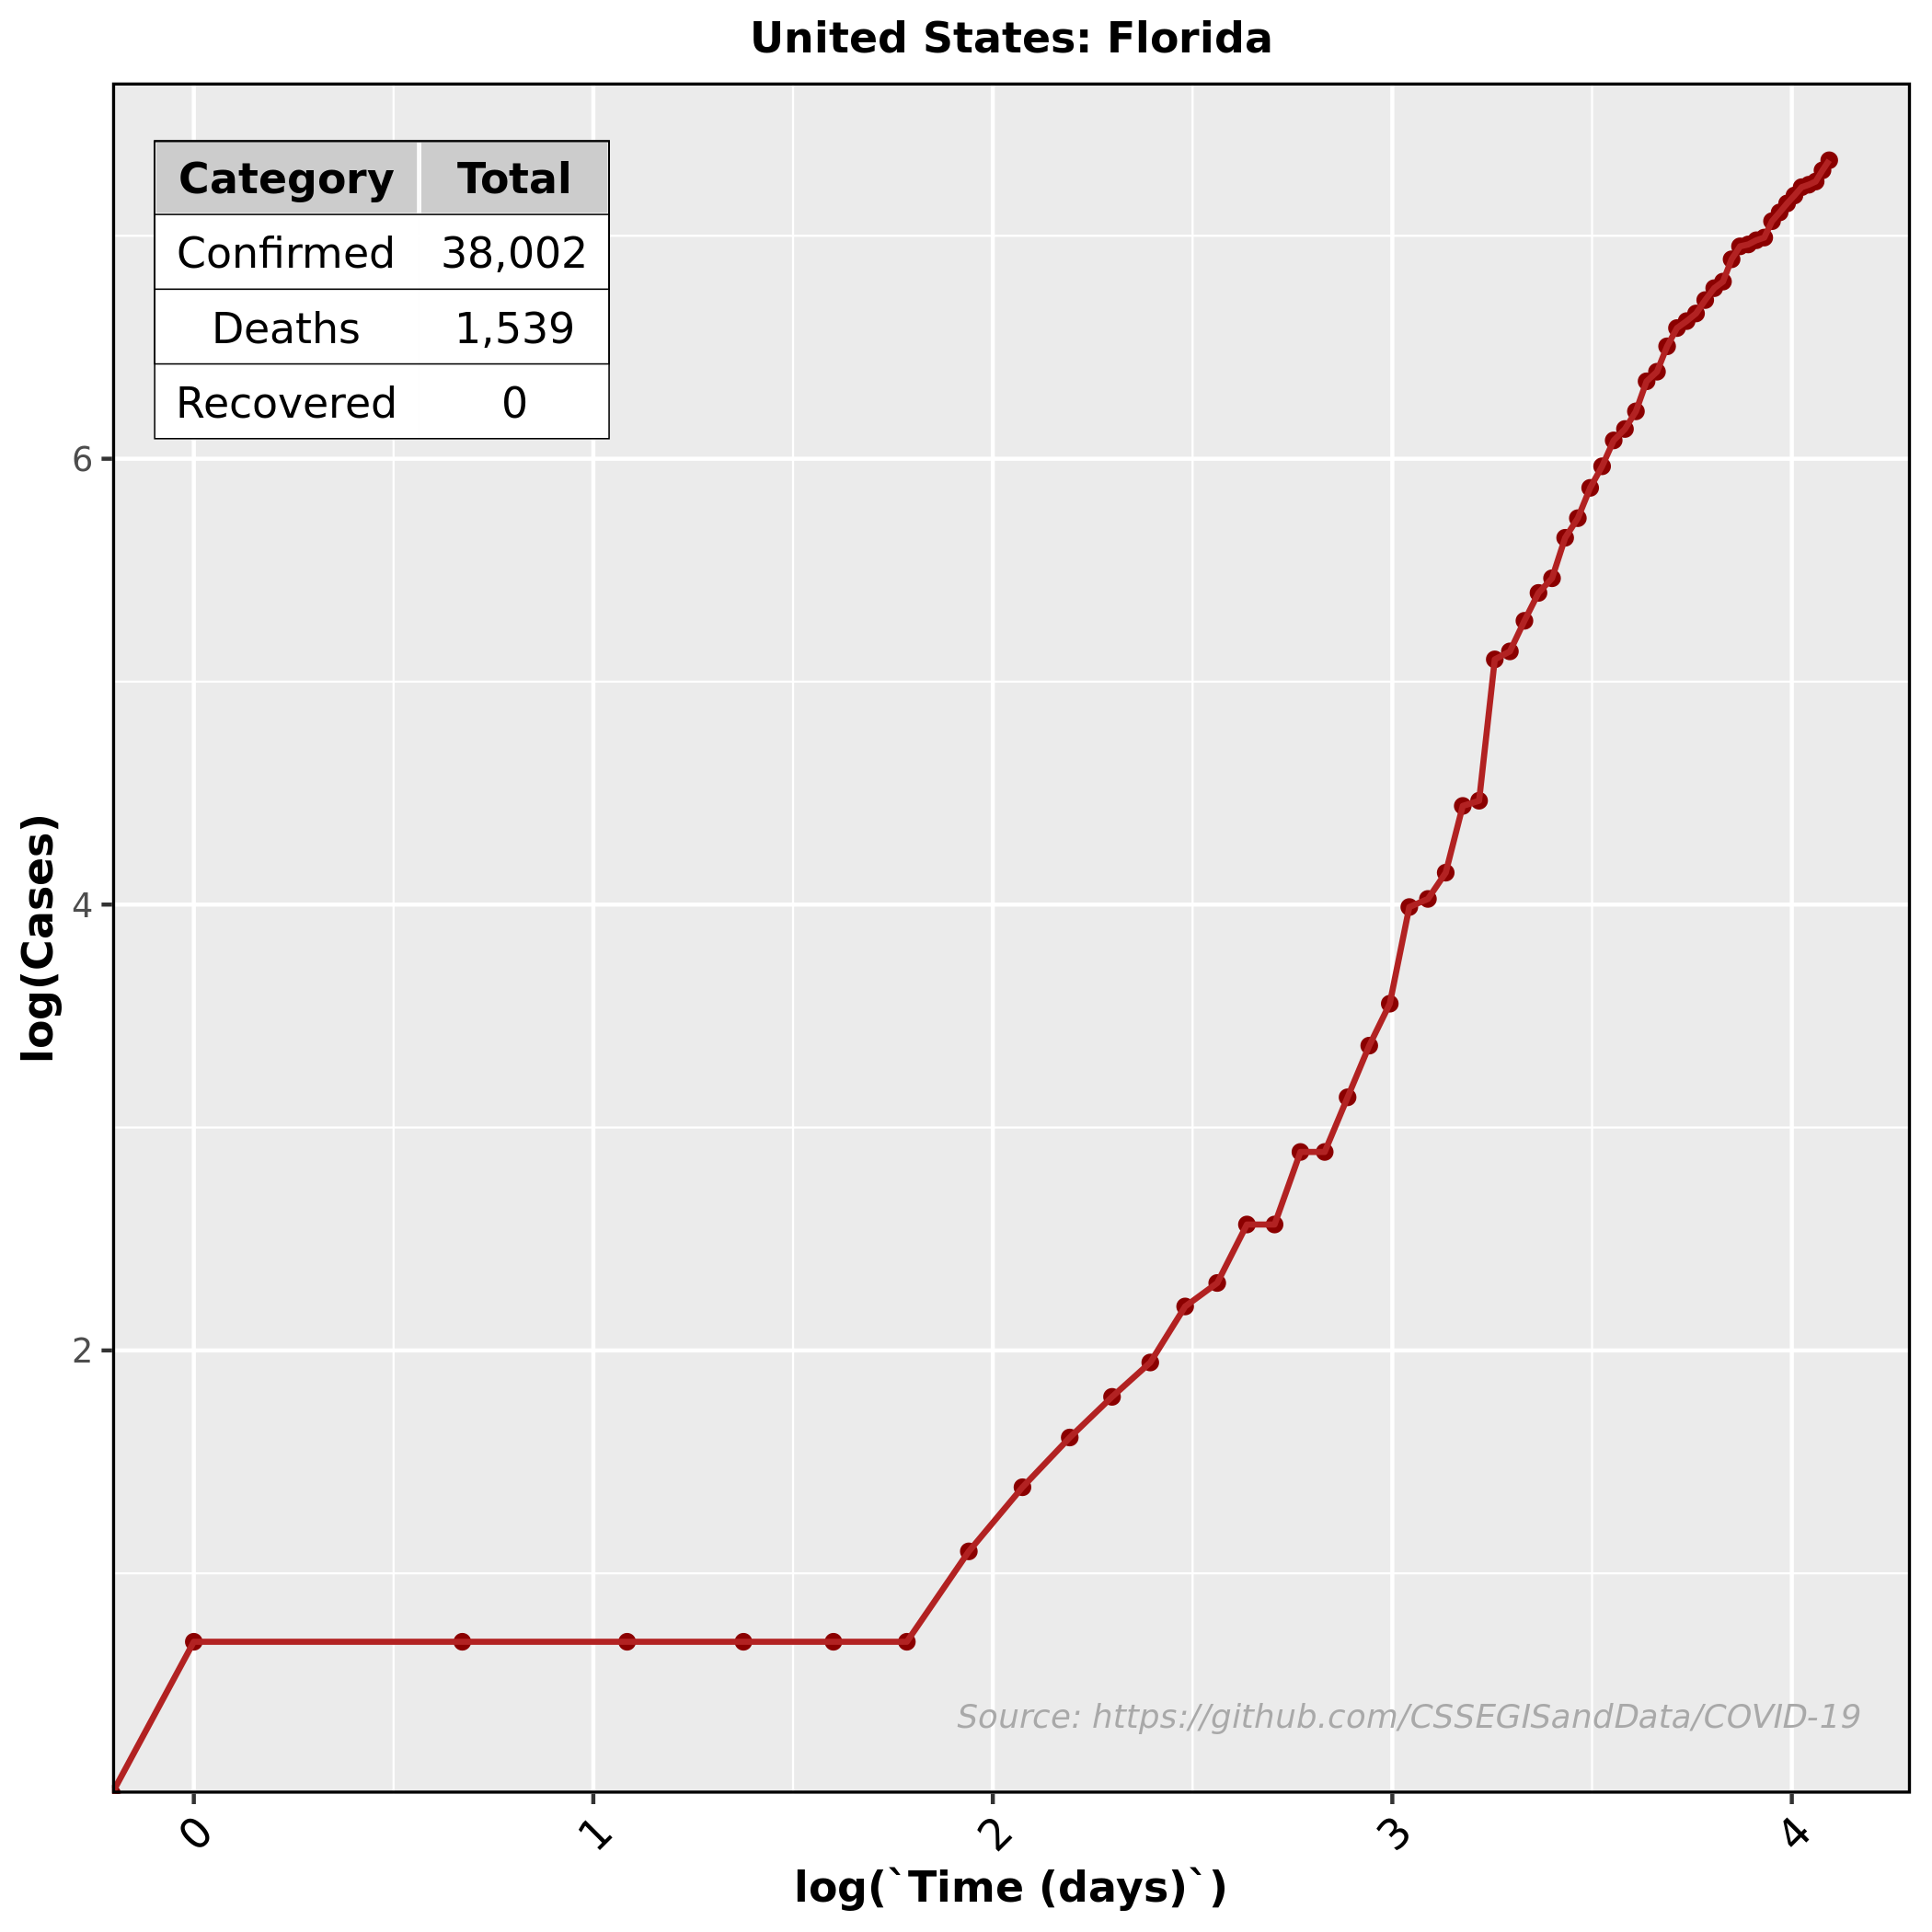 United States: Florida
Category Total
Confirmed 38,002
Deaths 1,539
Recovered 0
6
4
2
log(Cases)
Source: https://github.com/CSSEGISandData/COVID-19
0 1 2 3 4
log(`Time (days)`)